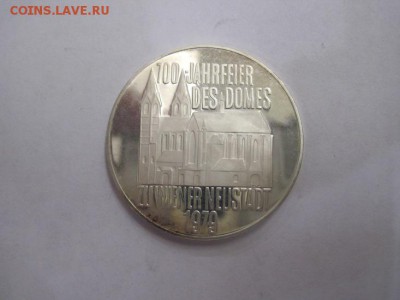 COINS.LAVE.RU
700-JAHRFEIER
DES DOMES
ZU WIENER NEUSTADT
1979